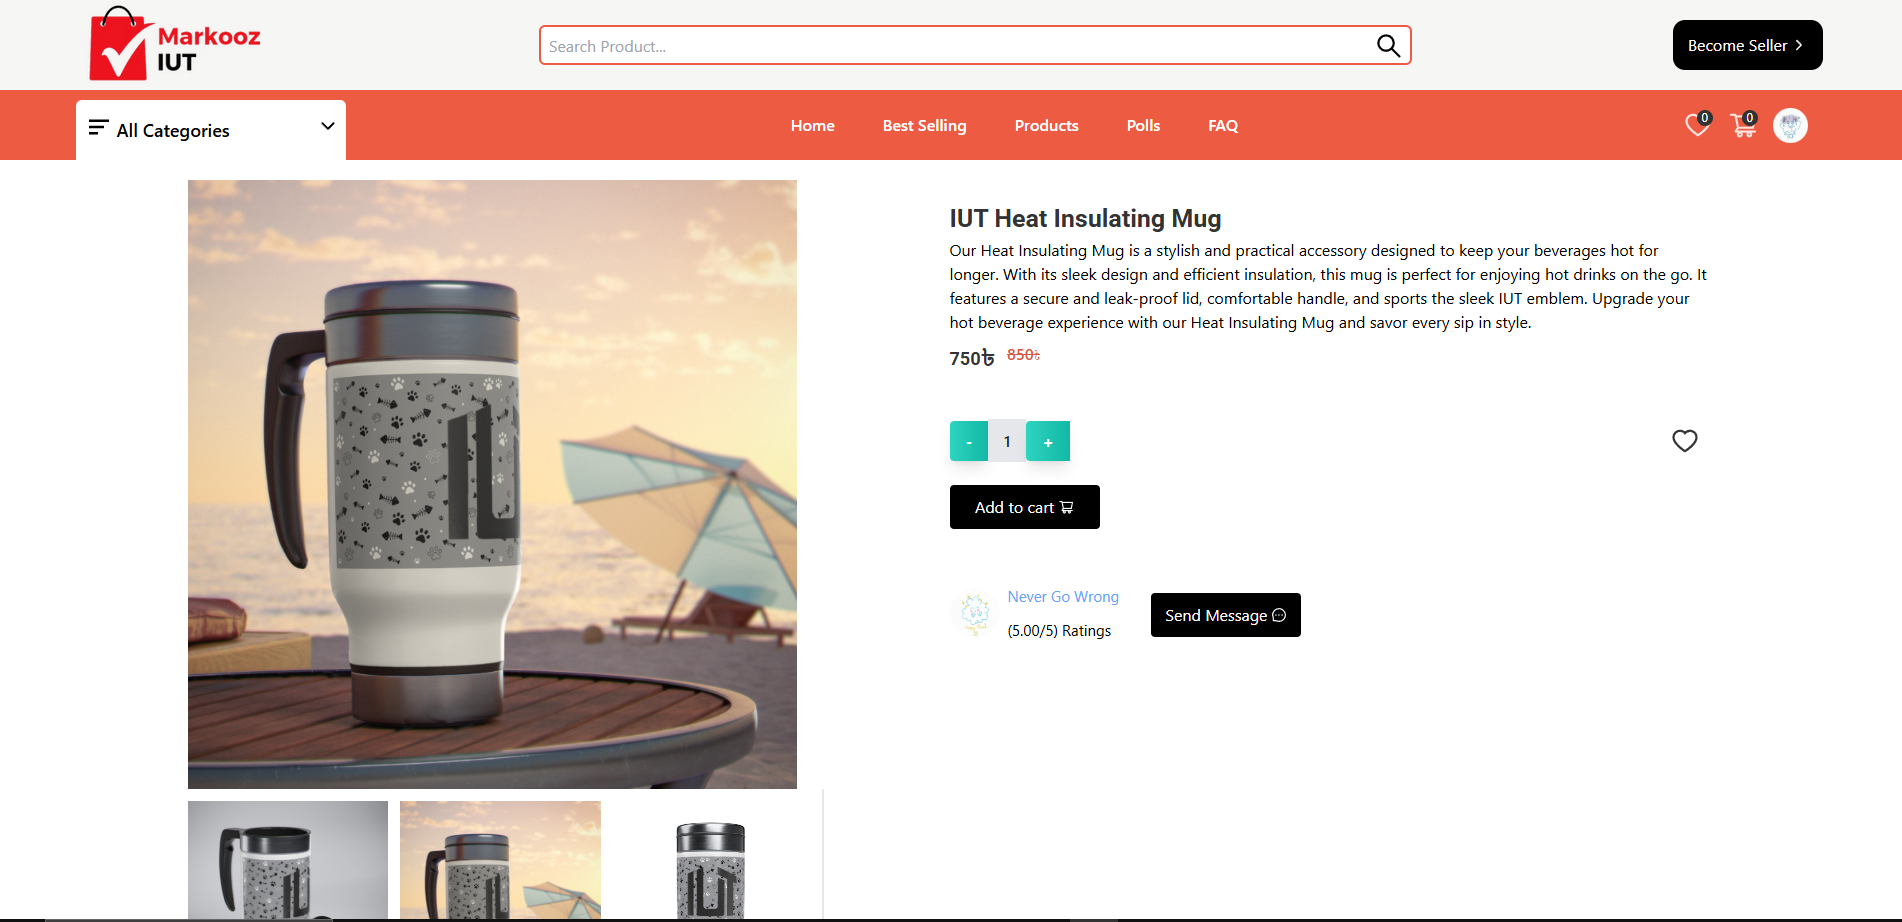 Markooz
IUT
Search Product...
Become Seller
All Categories
Home
Best Selling
Products
Polls
FAQ
0
0
IUT Heat Insulating Mug
Our Heat Insulating Mug is a stylish and practical accessory designed to keep your beverages hot for
longer. With its sleek design and efficient insulation, this mug is perfect for enjoying hot drinks on the go. It
features a secure and leak-proof lid, comfortable handle, and sports the sleek IUT emblem. Upgrade your
hot beverage experience with our Heat Insulating Mug and savor every sip in style.
750৳ 850৳
- 1 +
Add to cart
Never Go Wrong
(5.00/5) Ratings
Send Message